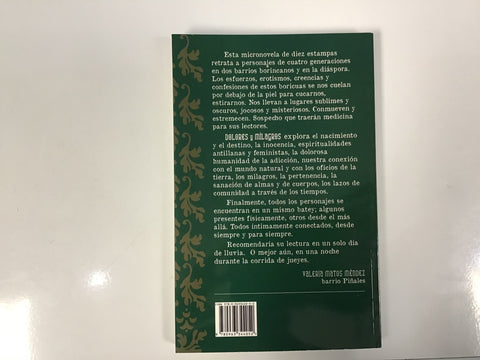 Esta micronovela de diez estampas
retrata a personajes de cuatro generaciones
en dos barrios borincanos y en la diáspora.
Los esfuerzos, erotismos, creencias y
confesiones de estos boricuas se nos cuelan
por debajo de la piel para cucarnos,
estirarnos. Nos llevan a lugares sublimes y
oscuros, jocosos y misteriosos. Conmueven y
estremecen. Sospecho que traerán medicina
para sus lectores.
DOLORES y MILAGROS explora el nacimiento
y el destino, la inocencia, espiritualidades
antillanas y feministas, la dolorosa
humanidad de la adicción, nuestra conexión
con el mundo natural y con los oficios de la
tierra, los milagros, la pertenencia, la
sanación de almas y de cuerpos, los lazos de
comunidad a través de los tiempos.
Finalmente, todos los personajes se
encuentran en un mismo batey; algunos
presentes físicamente, otros desde el más
allá. Todos íntimamente conectados, desde
siempre y para siempre.
Recomendaría su lectura en un solo día
de lluvia. O mejor aún, en una noche
durante la corrida de jueyes.
VALERIA MATOS MÉNDEZ
barrio Piñales